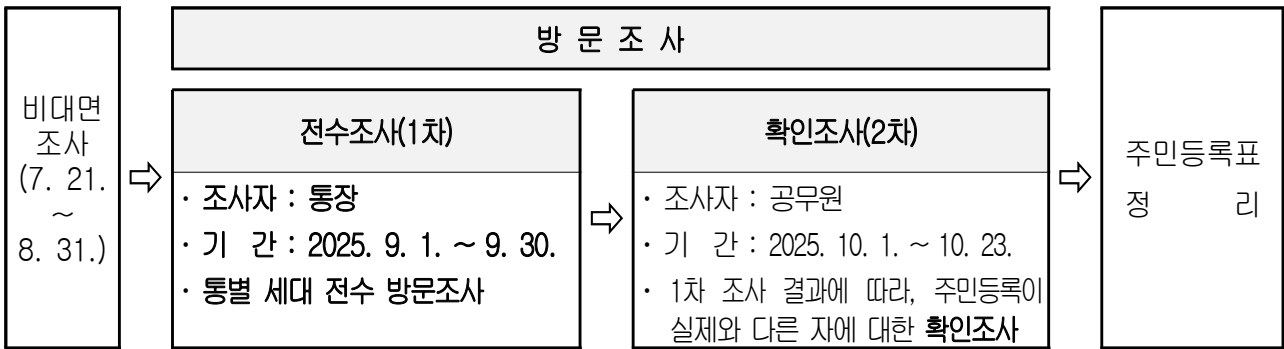 비대면
조사
(7. 21.
~
8. 31.)
방 문 조 사
전수조사(1차)
· 조사자 : 통장
· 기 간 : 2025. 9. 1. ~ 9. 30.
· 통별 세대 전수 방문조사
확인조사(2차)
· 조사자 : 공무원
· 기 간 : 2025. 10. 1. ~ 10. 23.
· 1차 조사 결과에 따라, 주민등록이
실제와 다른 자에 대한 확인조사
주민등록표
정 리